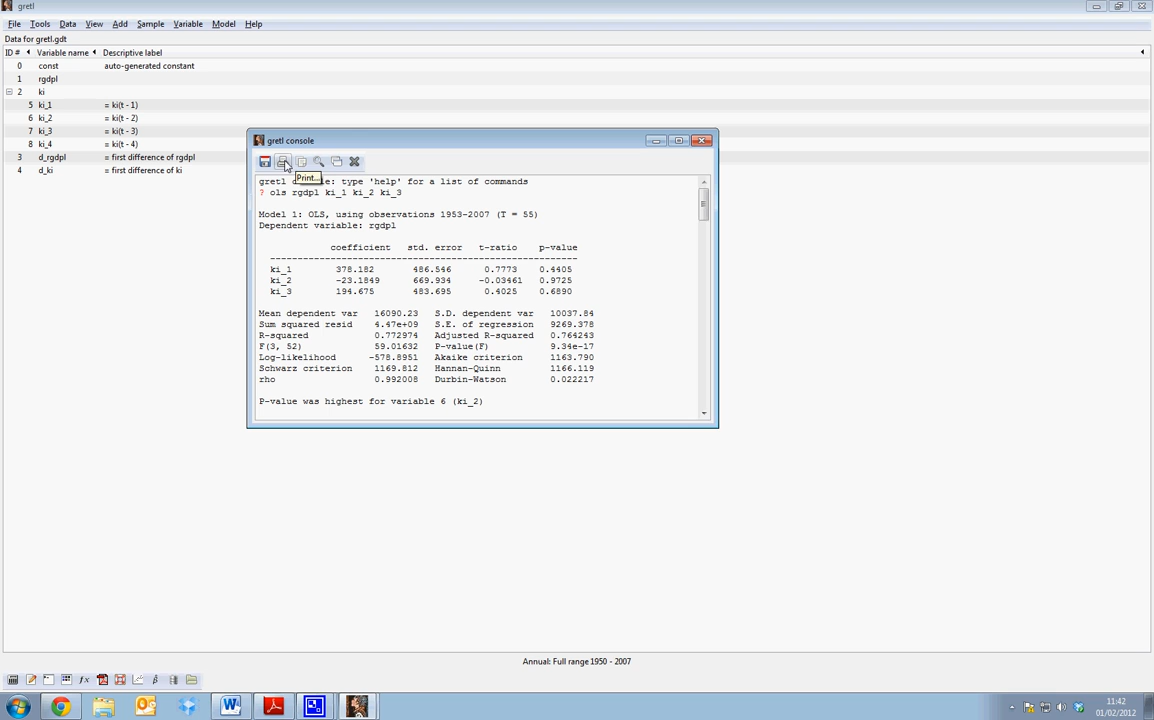 gretl
File Tools Data View Add Sample Variable Model Help
Data for gretl.gdt
ID # Variable name Descriptive label
0 const auto-generated constant
1 rgdpl
2 ki
5 ki_1 = ki(t - 1)
6 ki_2 = ki(t - 2)
7 ki_3 = ki(t - 3)
8 ki_4 = ki(t - 4)
3 d_rgdpl = first difference of rgdpl
4 d_ki = first difference of ki
gretl console
Print...
gretl console: type 'help' for a list of commands
? ols rgdpl ki_1 ki_2 ki_3
Model 1: OLS, using observations 1953-2007 (T = 55)
Dependent variable: rgdpl
coefficient std. error t-ratio p-value
---------------------------------------------------------
ki_1 378.182 486.546 0.7773 0.4405
ki_2 -23.1849 669.934 -0.03461 0.9725
ki_3 194.675 483.695 0.4025 0.6890
Mean dependent var 16090.23 S.D. dependent var 10037.84
Sum squared resid 4.47e+09 S.E. of regression 9269.378
R-squared 0.772974 Adjusted R-squared 0.764243
F(3, 52) 59.01632 P-value(F) 9.34e-17
Log-likelihood -578.8951 Akaike criterion 1163.790
Schwarz criterion 1169.812 Hannan-Quinn 1166.119
rho 0.992008 Durbin-Watson 0.022217
P-value was highest for variable 6 (ki_2)
Annual: Full range 1950 - 2007
11:42
01/02/2012